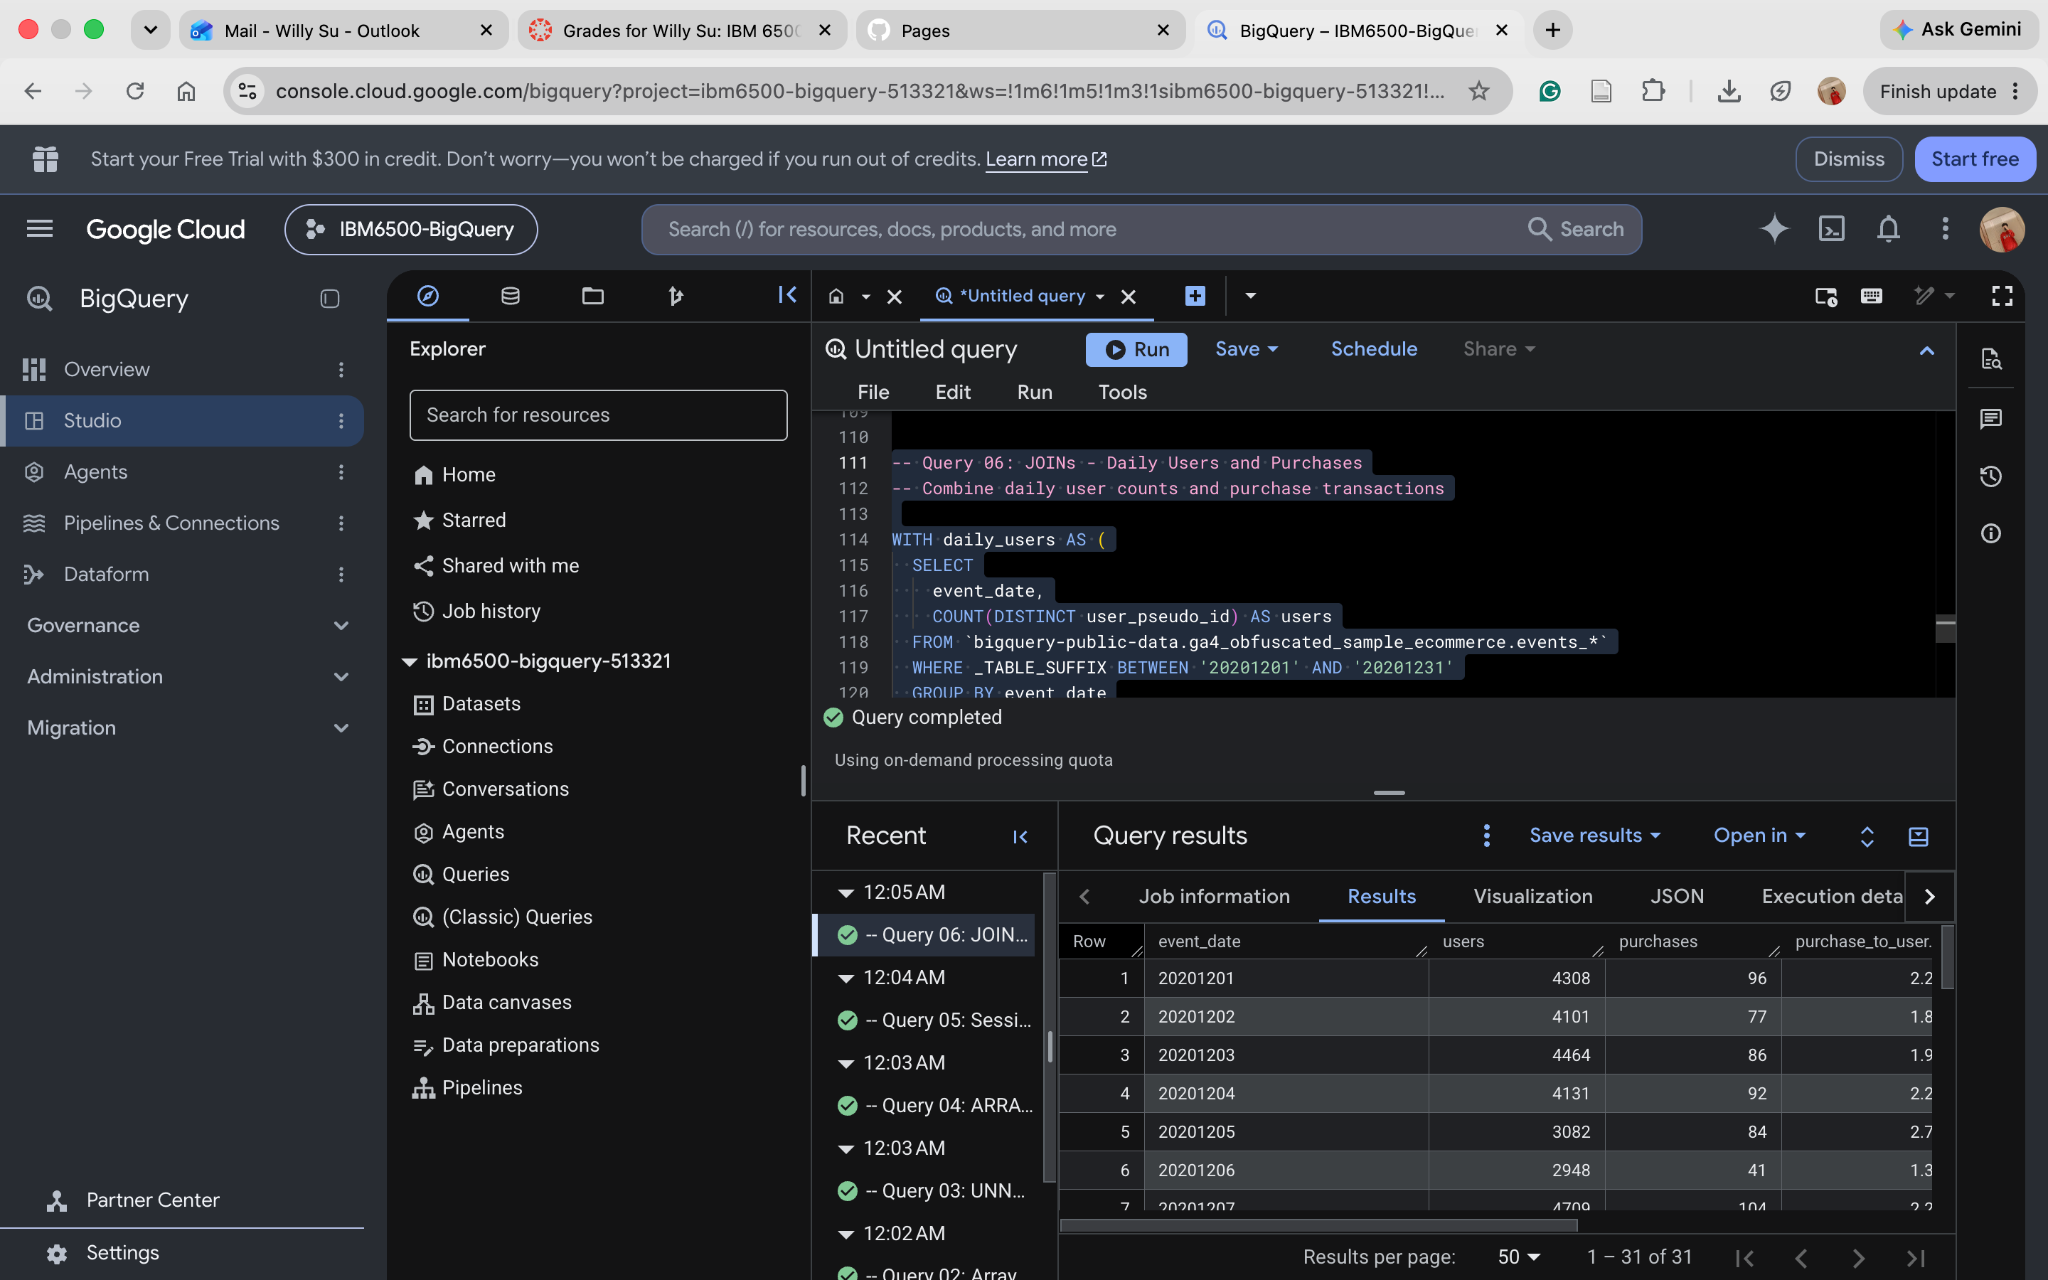 Mail - Willy Su - Outlook
Grades for Willy Su: IBM 650
Pages
BigQuery – IBM6500-BigQue
Ask Gemini
console.cloud.google.com/bigquery?project=ibm6500-bigquery-513321&ws=!1m6!1m5!1m3!1sibm6500-bigquery-513321!...
Finish update
Start your Free Trial with $300 in credit. Don't worry—you won't be charged if you run out of credits. Learn more
Dismiss
Start free
Google Cloud
IBM6500-BigQuery
Search (/) for resources, docs, products, and more
Search
BigQuery
Overview
Studio
Agents
Pipelines & Connections
Dataform
Governance
Administration
Migration
Partner Center
Settings
Explorer
Search for resources
Home
Starred
Shared with me
Job history
ibm6500-bigquery-513321
Datasets
Connections
Conversations
Agents
Queries
(Classic) Queries
Notebooks
Data canvases
Data preparations
Pipelines
*Untitled query
Untitled query
Run
Save
Schedule
Share
File Edit Run Tools
109
110
111 -- Query 06: JOINs - Daily Users and Purchases
112 -- Combine daily user counts and purchase transactions
113
114 WITH daily_users AS (
115 SELECT
116 event_date,
117 COUNT(DISTINCT user_pseudo_id) AS users
118 FROM `bigquery-public-data.ga4_obfuscated_sample_ecommerce.events_*`
119 WHERE _TABLE_SUFFIX BETWEEN '20201201' AND '20201231'
120 GROUP BY event_date
Query completed
Using on-demand processing quota
Recent
12:05 AM
-- Query 06: JOIN...
12:04 AM
-- Query 05: Sessi...
12:03 AM
-- Query 04: ARRA...
12:03 AM
-- Query 03: UNN...
12:02 AM
-- Query 02: Array
Query results
Save results
Open in
Job information Results Visualization JSON Execution deta
Row event_date users purchases purchase_to_user.
1 20201201 4308 96 2.2
2 20201202 4101 77 1.8
3 20201203 4464 86 1.9
4 20201204 4131 92 2.2
5 20201205 3082 84 2.7
6 20201206 2948 41 1.3
7 20201207 4709 104 2.2
Results per page: 50 1 – 31 of 31